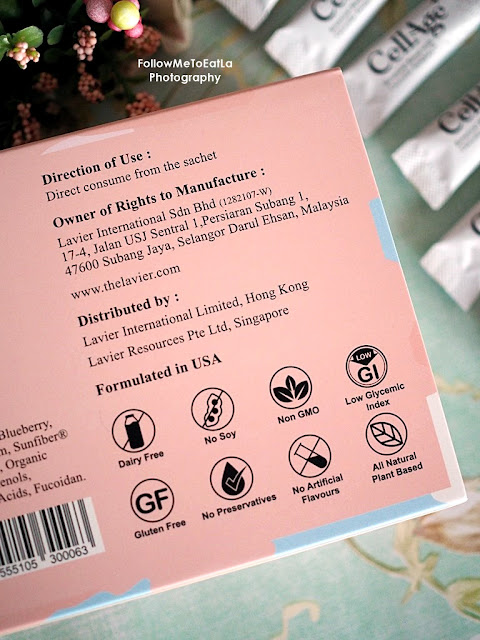 FollowMeToEatLa
Photography
CellAge
CellAge
Direction of Use :
Direct consume from the sachet
Owner of Rights to Manufacture :
Lavier International Sdn Bhd (1282107-W)
17-4, Jalan USJ Sentral 1,Persiaran Subang 1,
47600 Subang Jaya, Selangor Darul Ehsan, Malaysia
www.thelavier.com
Distributed by :
Lavier International Limited, Hong Kong
Lavier Resources Pte Ltd, Singapore
Formulated in USA
Dairy Free
No Soy
Non GMO
LOW
GI
Low Glycemic
Index
GF
Gluten Free
No Preservatives
No Artificial
Flavours
All Natural
Plant Based
Blueberry,
Sunfiber®
Organic
Acids, Fucoidan.
555105 300063